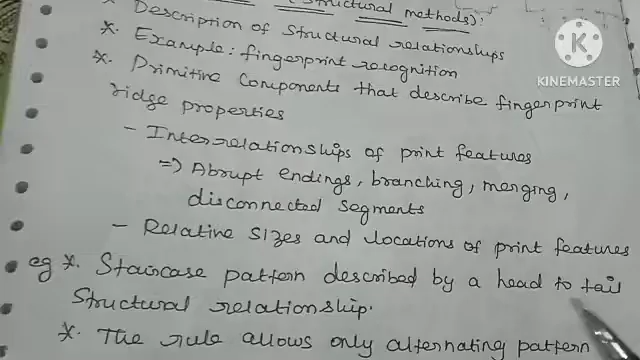 * Description of structural relationships
(structural methods):
*. Example: fingerprint recognition
*. Primitive components that describe fingerprint
ridge properties
- Interrelationships of print features
=> Abrupt endings, branching, merging,
disconnected segments
- Relative sizes and locations of print features
eg *. Staircase pattern described by a head to tail
structural relationship.
*. The rule allows only alternating pattern
KINEMASTER